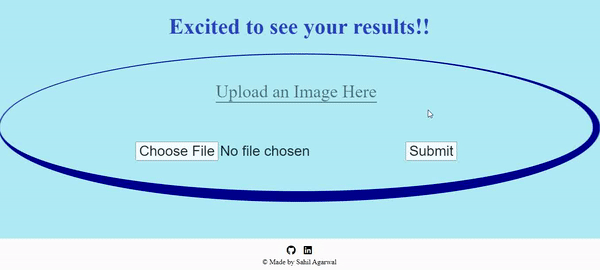 Excited to see your results!!
Upload an Image Here
Choose File No file chosen Submit
© Made by Sahil Agarwal